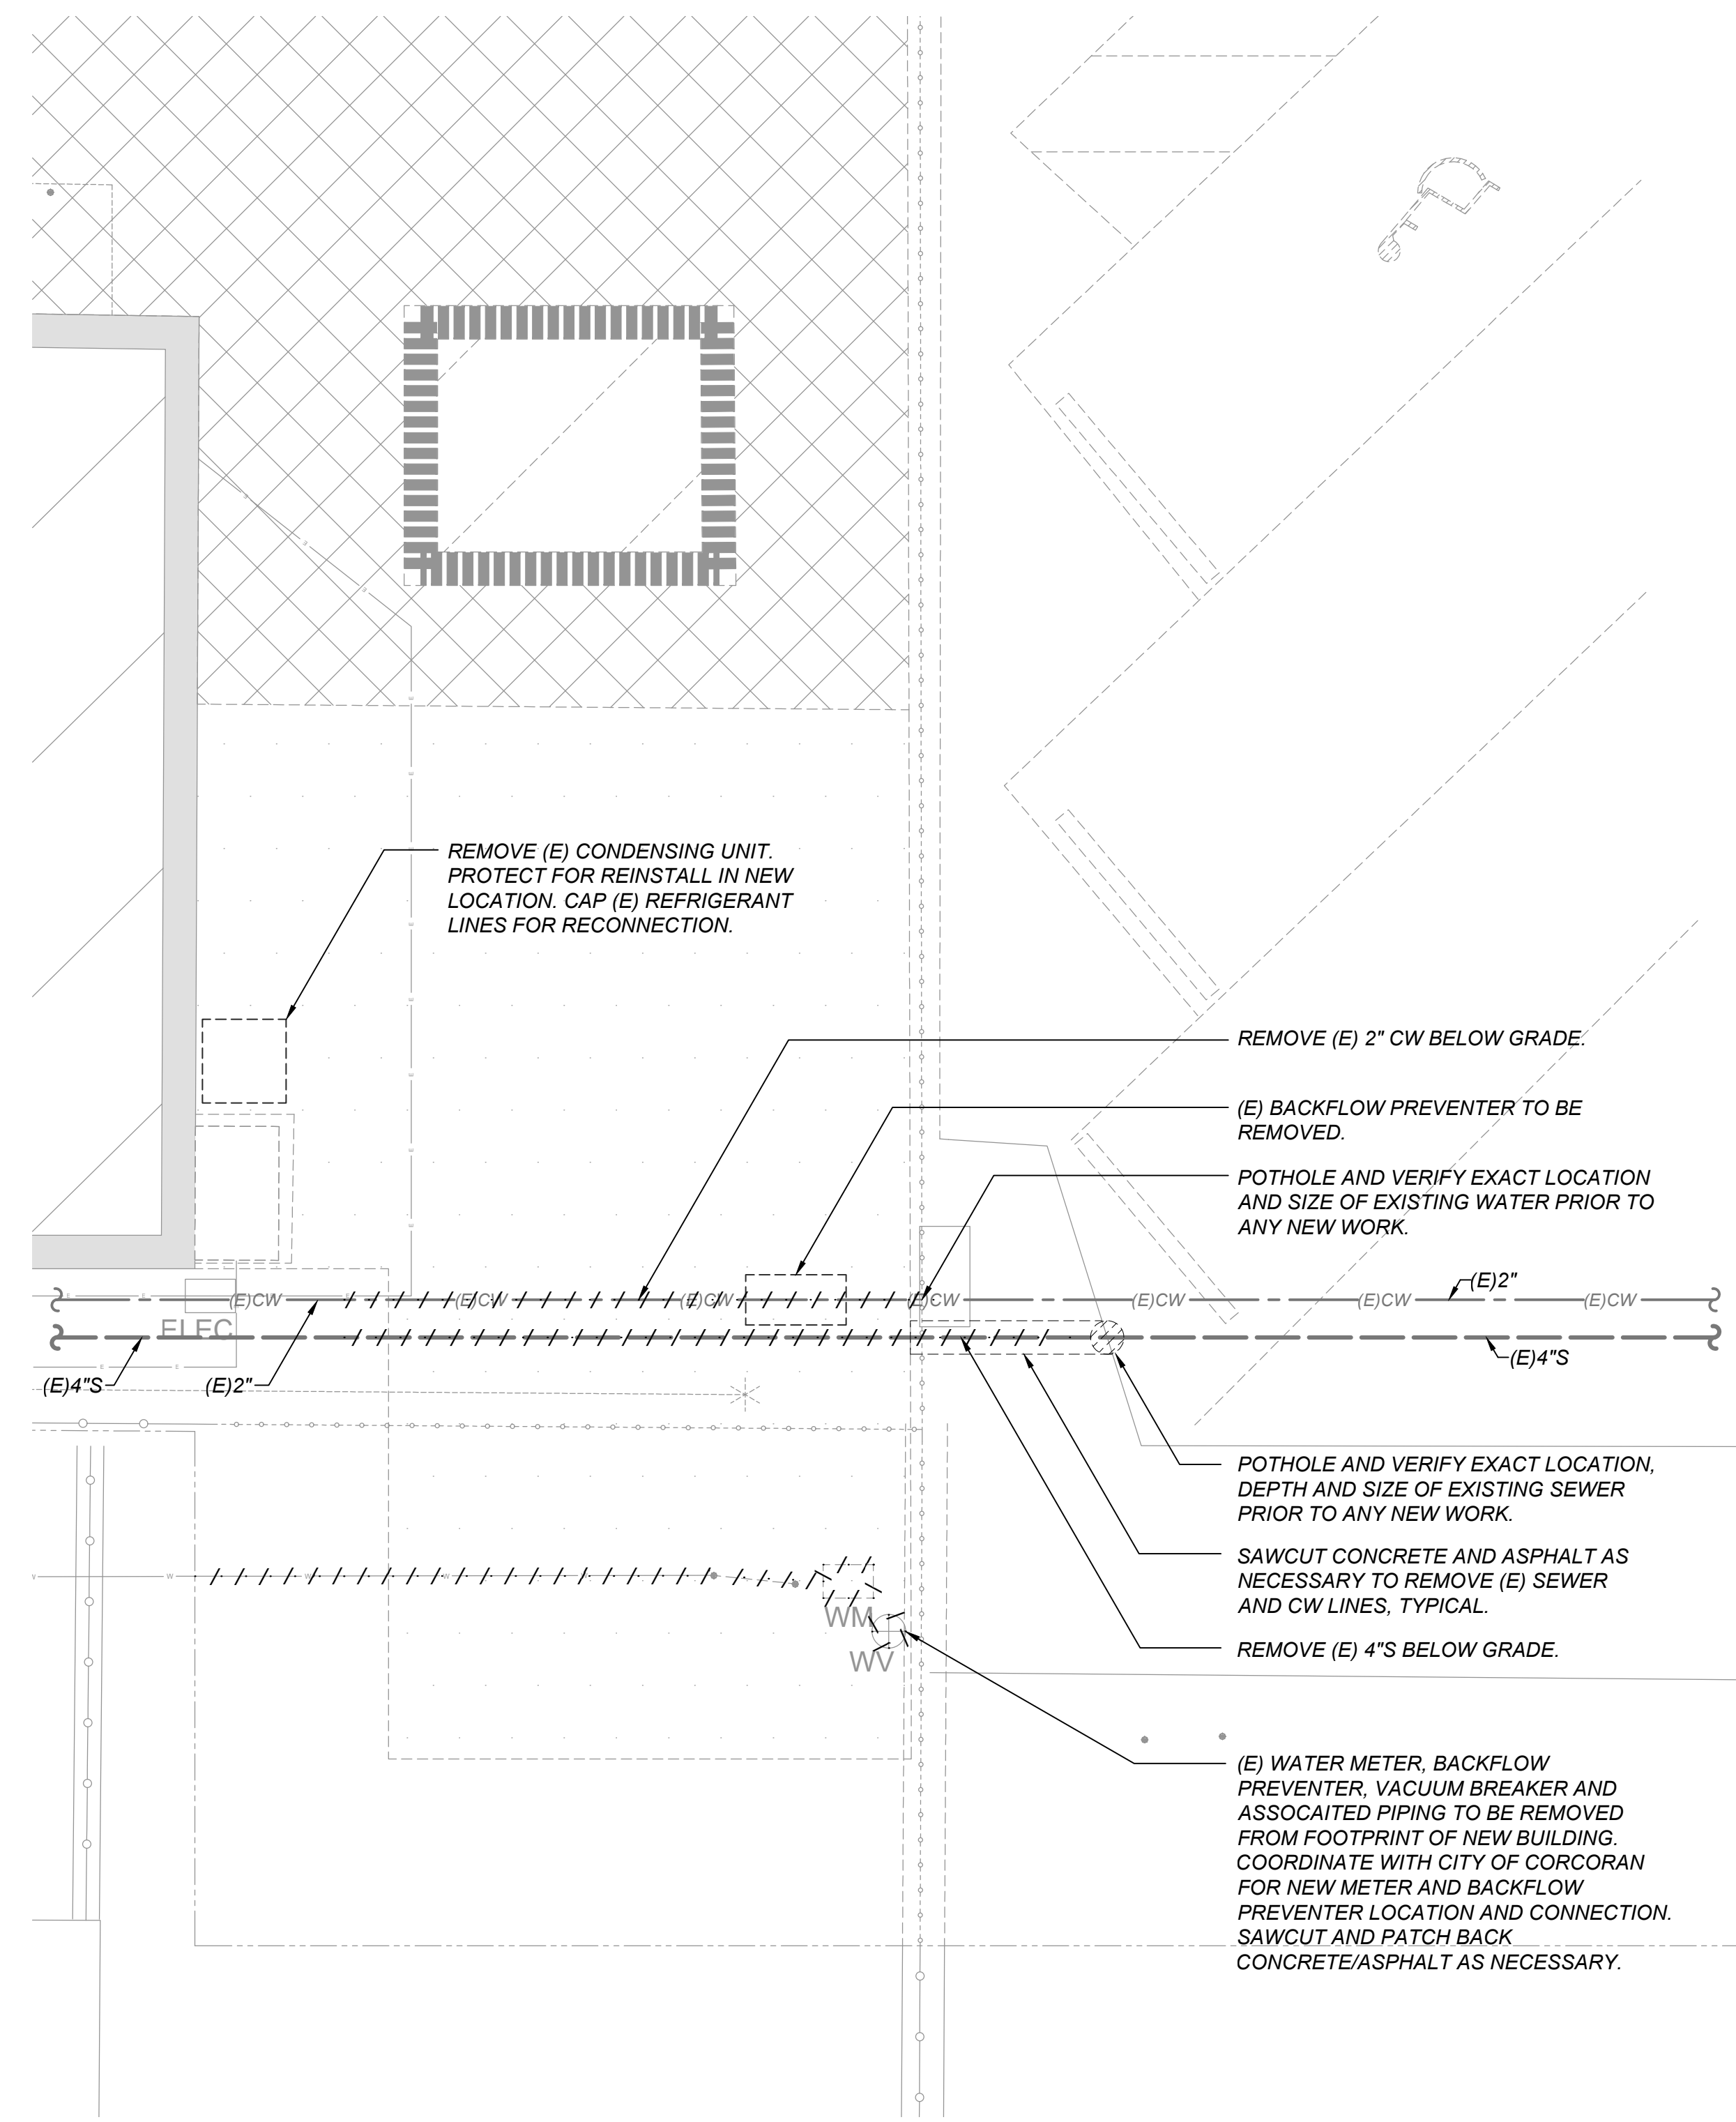 REMOVE (E) CONDENSING UNIT.
PROTECT FOR REINSTALL IN NEW
LOCATION. CAP (E) REFRIGERANT
LINES FOR RECONNECTION.
REMOVE (E) 2" CW BELOW GRADE.
(E) BACKFLOW PREVENTER TO BE
REMOVED.
POTHOLE AND VERIFY EXACT LOCATION
AND SIZE OF EXISTING WATER PRIOR TO
ANY NEW WORK.
(E)2"
(E)CW
(E)CW
(E)CW
(E)CW
(E)CW
(E)CW
(E)CW
ELEC
(E)4"S
(E)4"S
(E)2"
POTHOLE AND VERIFY EXACT LOCATION,
DEPTH AND SIZE OF EXISTING SEWER
PRIOR TO ANY NEW WORK.
SAWCUT CONCRETE AND ASPHALT AS
NECESSARY TO REMOVE (E) SEWER
AND CW LINES, TYPICAL.
REMOVE (E) 4"S BELOW GRADE.
WM
WV
(E) WATER METER, BACKFLOW
PREVENTER, VACUUM BREAKER AND
ASSOCAITED PIPING TO BE REMOVED
FROM FOOTPRINT OF NEW BUILDING.
COORDINATE WITH CITY OF CORCORAN
FOR NEW METER AND BACKFLOW
PREVENTER LOCATION AND CONNECTION.
SAWCUT AND PATCH BACK
CONCRETE/ASPHALT AS NECESSARY.